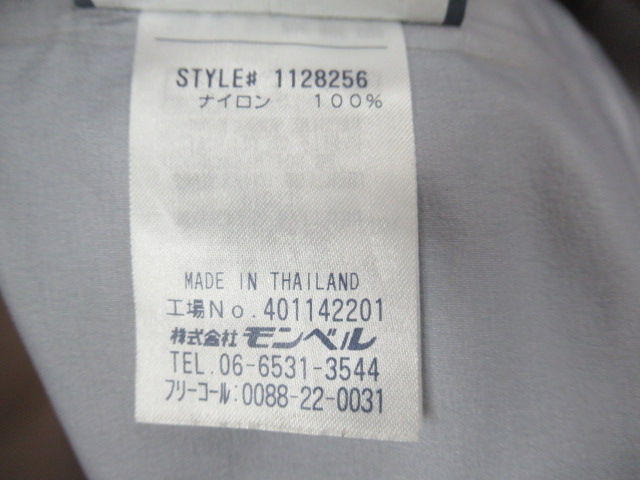 STYLE# 1128256
ナイロン 100%
MADE IN THAILAND
工場No.401142201
株式会社 モンベル
TEL.06-6531-3544
フリーコール:0088-22-0031